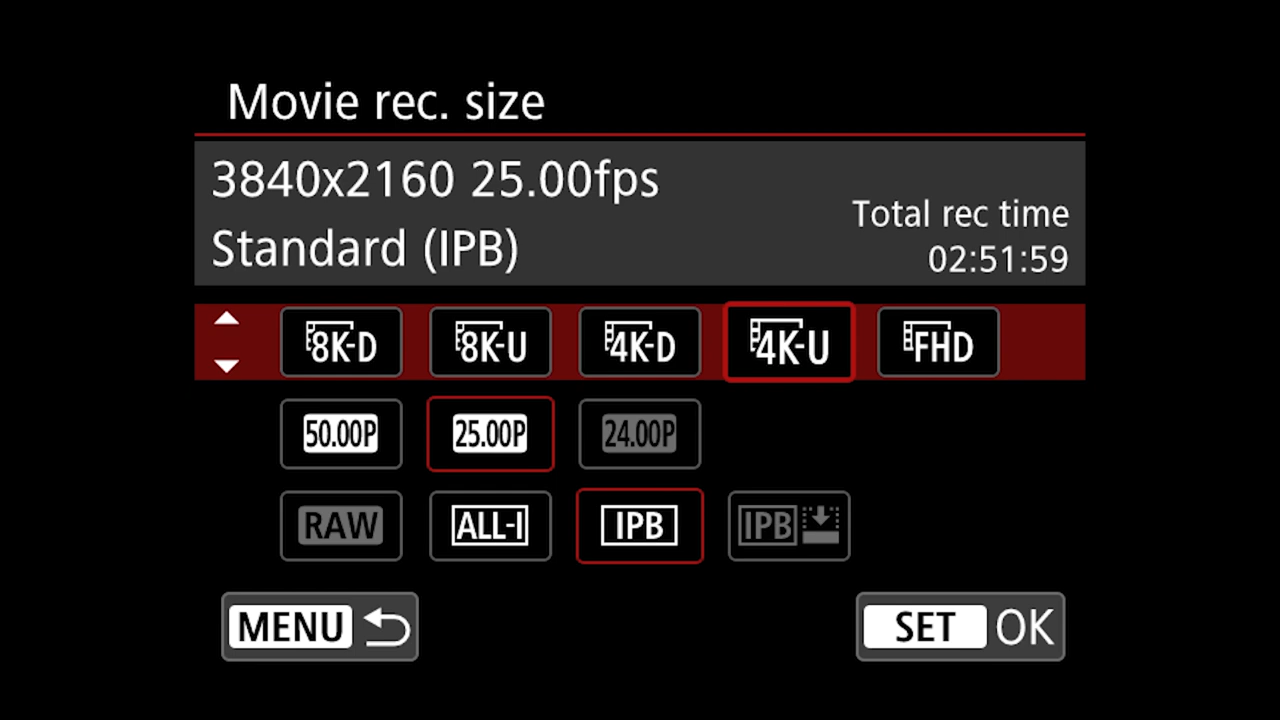 Movie rec. size
3840x2160 25.00fps
Standard (IPB)
Total rec time
02:51:59
8K-D 8K-U 4K-D 4K-U FHD
50.00P 25.00P 24.00P
RAW ALL-I IPB IPB
MENU SET OK